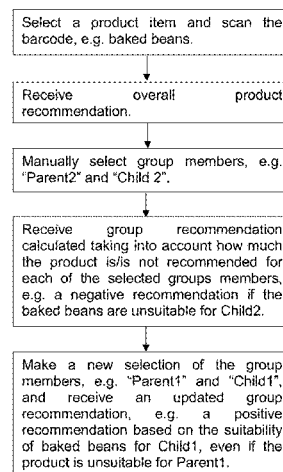 Select a product item and scan the
barcode, e.g. baked beans.
Receive overall product
recommendation.
Manually select group members, e.g.
“Parent2” and “Child 2”.
Receive group recommendation
calculated taking into account how much
the product is/is not recommended for
each of the selected groups members,
e.g. a negative recommendation if the
baked beans are unsuitable for Child2.
Make a new selection of the group
members, e.g. “Parent1” and “Child1”,
and receive an updated group
recommendation, e.g. a positive
recommendation based on the suitability
of baked beans for Child1, even if the
product is unsuitable for Parent1.